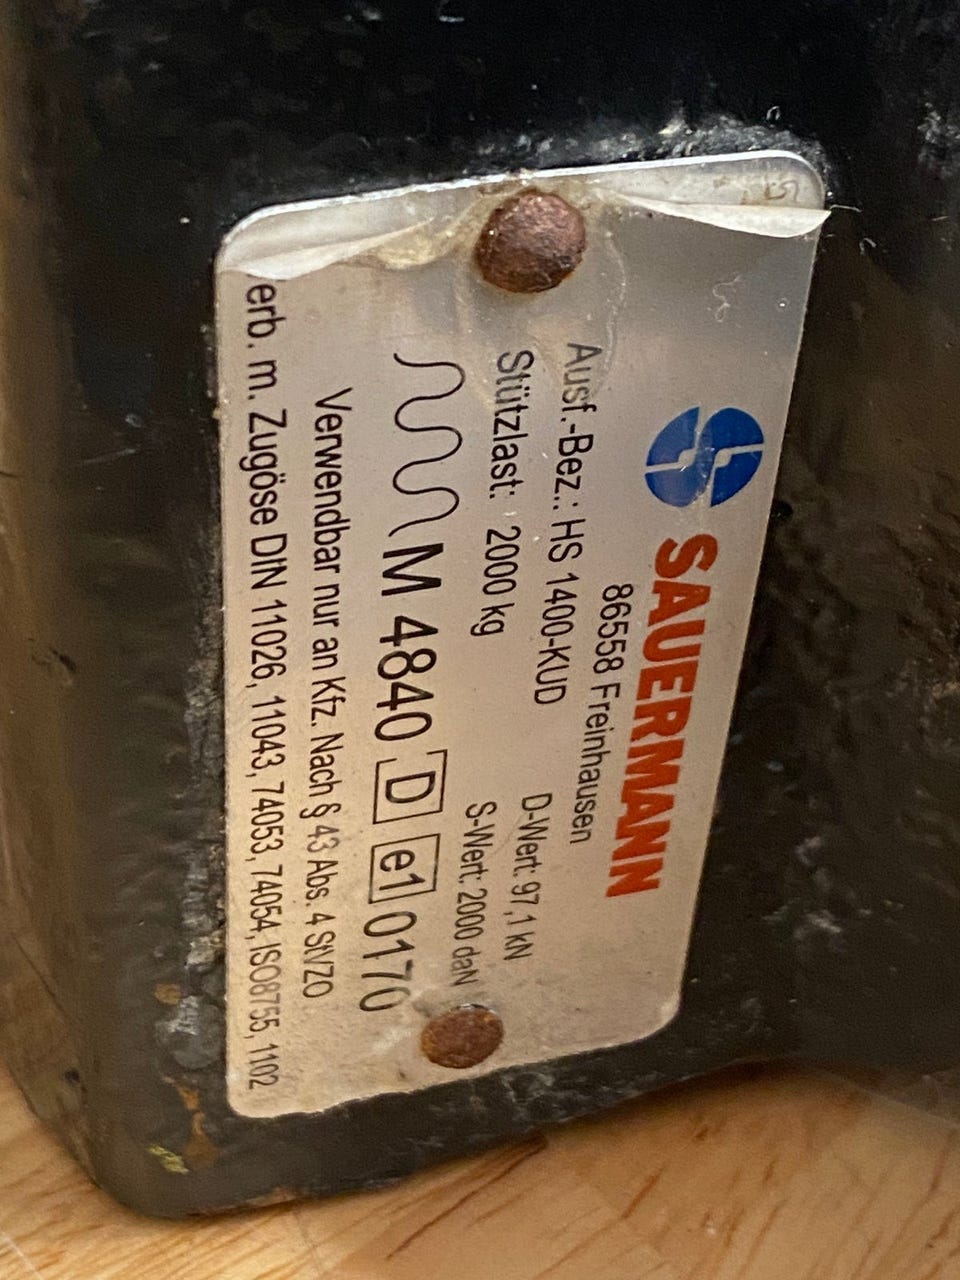 SAUERMANN
86558 Freinhausen
Ausf.-Bez.: HS 1400-KUD D-Wert: 97,1 kN
Stützlast: 2000 kg S-Wert: 2000 daN
M 4840 D e1 0170
Verwendbar nur an Kfz. Nach § 43 Abs. 4 StVZO
erb. m. Zugöse DIN 11026, 11043, 74053, 74054, ISO8755, 1102